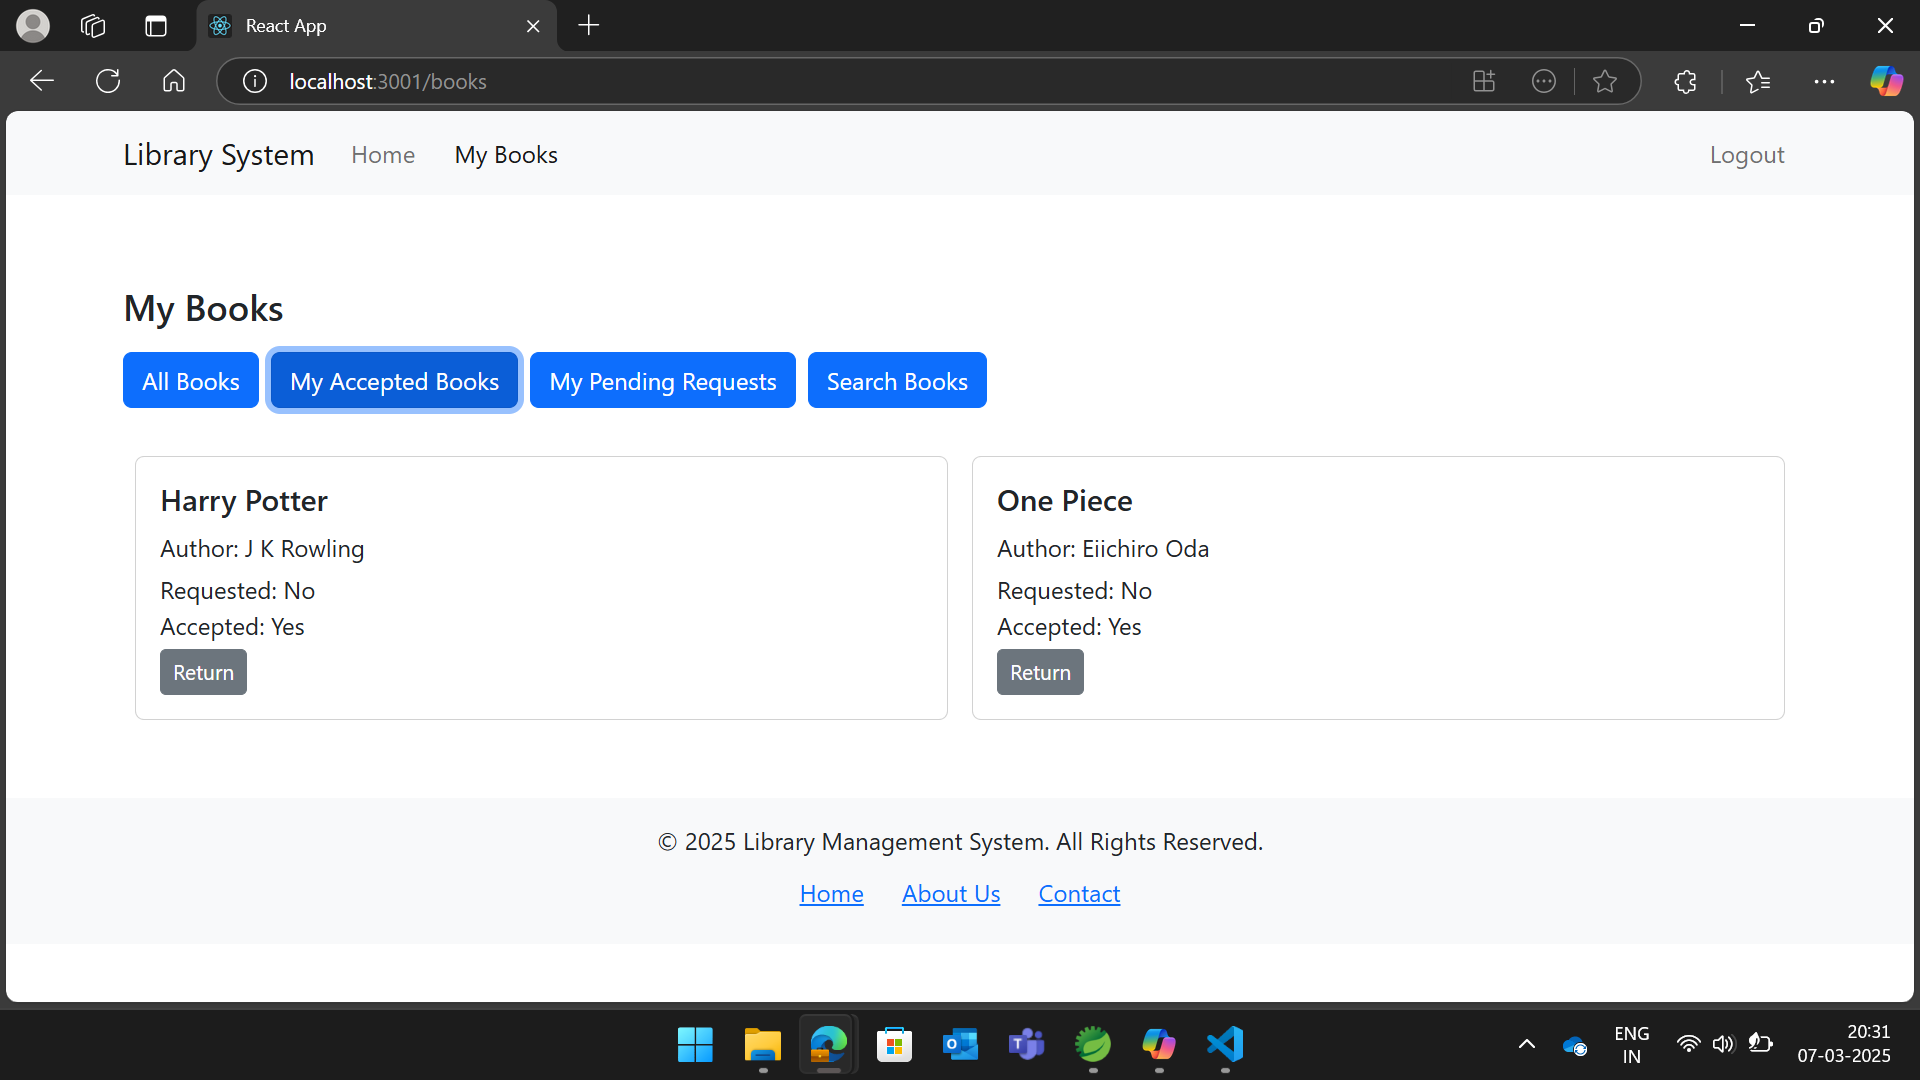 React App
localhost:3001/books
Library System Home My Books Logout
My Books
All Books My Accepted Books My Pending Requests Search Books
Harry Potter
Author: J K Rowling
Requested: No
Accepted: Yes
Return
One Piece
Author: Eiichiro Oda
Requested: No
Accepted: Yes
Return
© 2025 Library Management System. All Rights Reserved.
Home About Us Contact
ENG
IN
20:31
07-03-2025